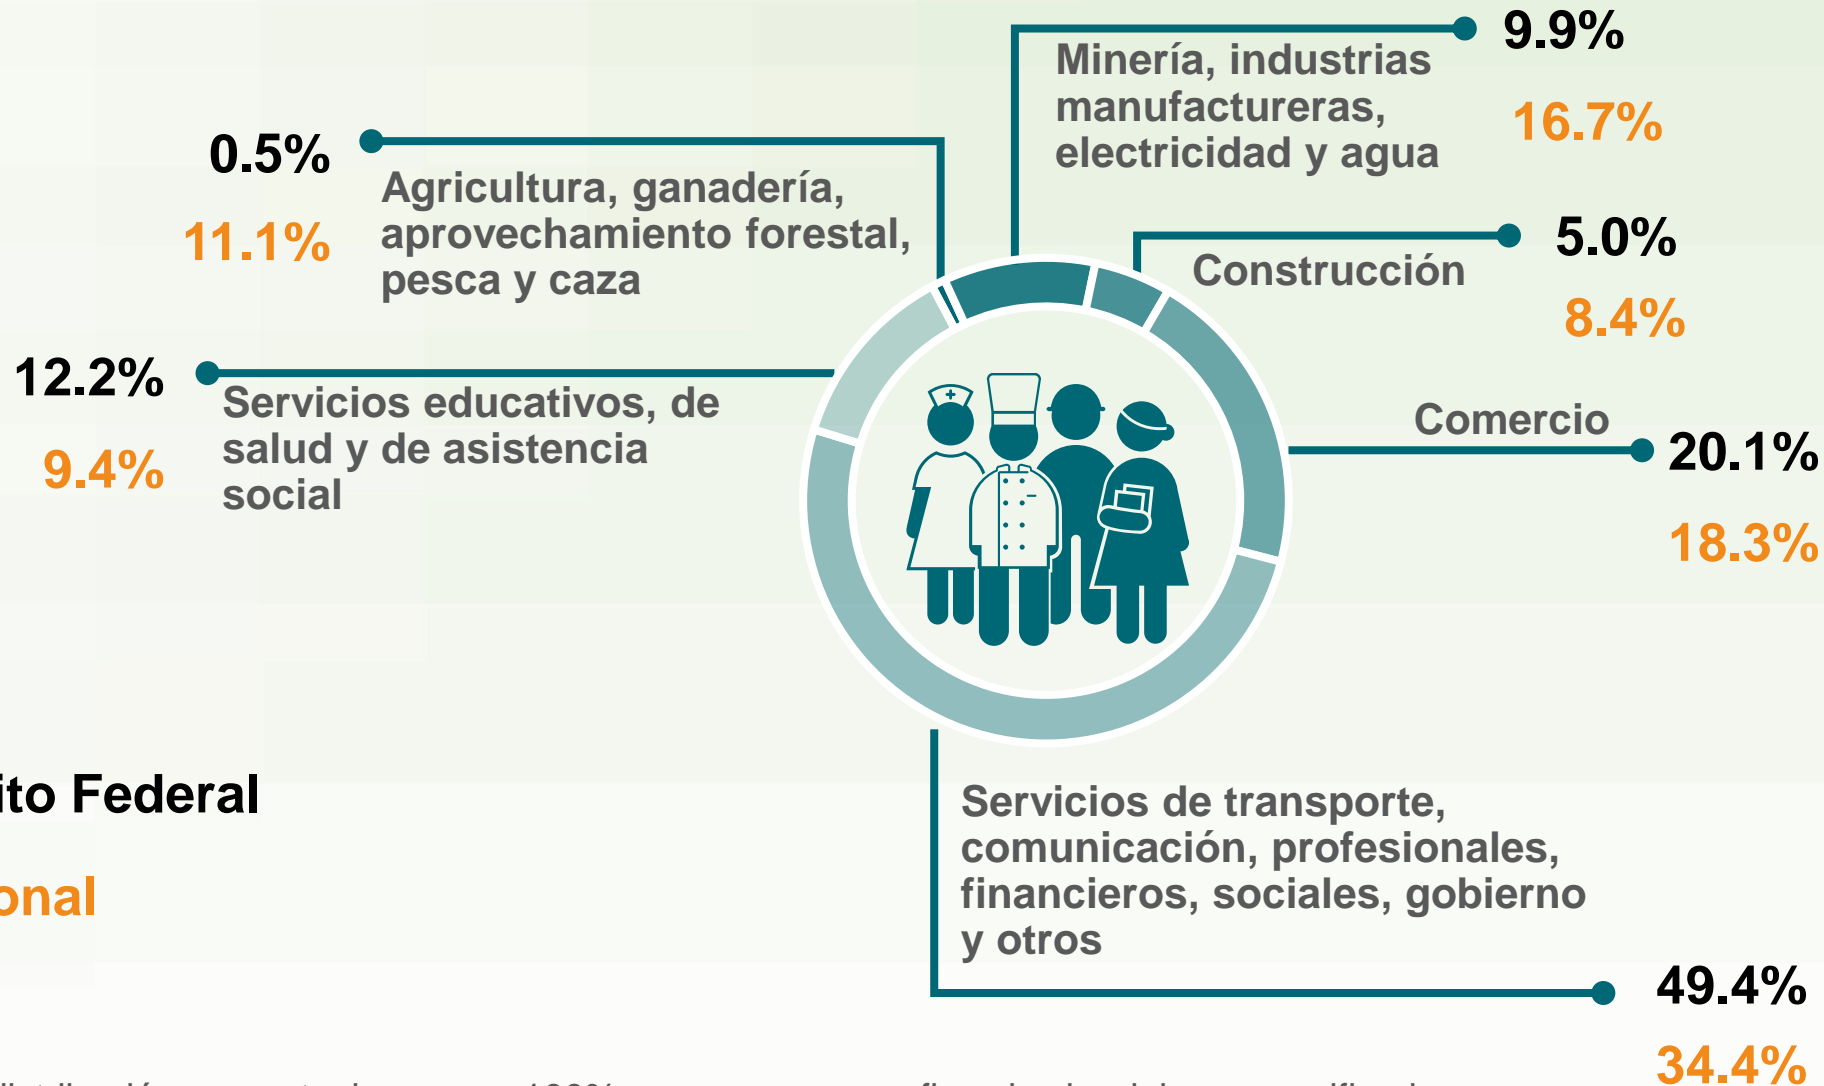 9.9%
Minería, industrias
manufactureras,
electricidad y agua
16.7%
0.5%
Agricultura, ganadería,
aprovechamiento forestal,
pesca y caza
11.1%
5.0%
Construcción
8.4%
12.2%
Servicios educativos, de
salud y de asistencia
social
9.4%
Comercio
20.1%
18.3%
ito Federal
onal
Servicios de transporte,
comunicación, profesionales,
financieros, sociales, gobierno
y otros
49.4%
34.4%